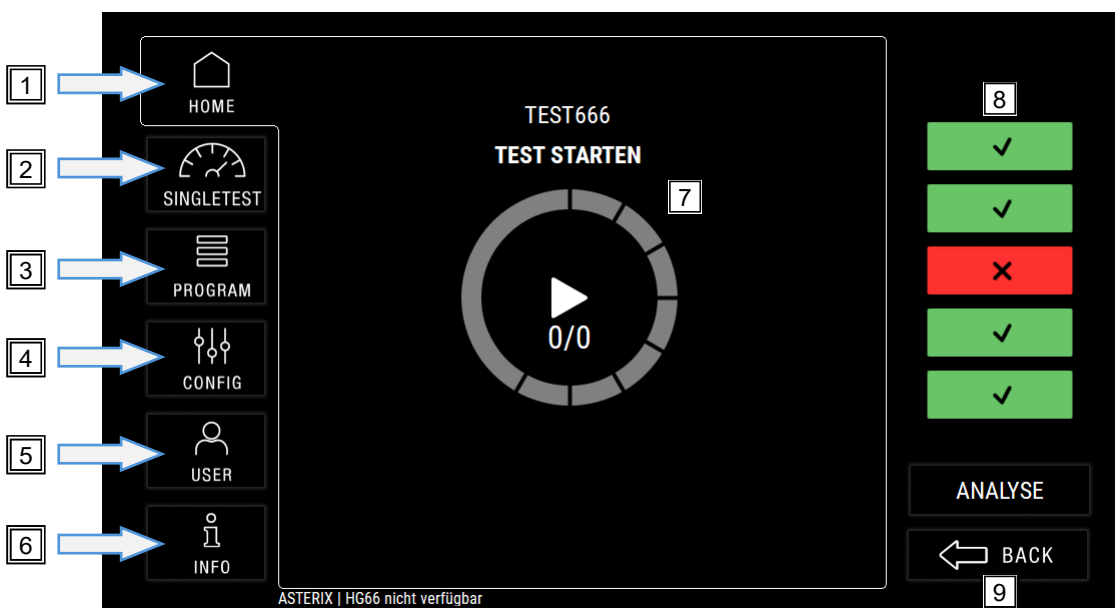 1
HOME
2
SINGLETEST
3
PROGRAM
4
CONFIG
5
USER
6
INFO
TEST666
TEST STARTEN
7
0/0
8
ANALYSE
BACK
9
ASTERIX | HG66 nicht verfügbar